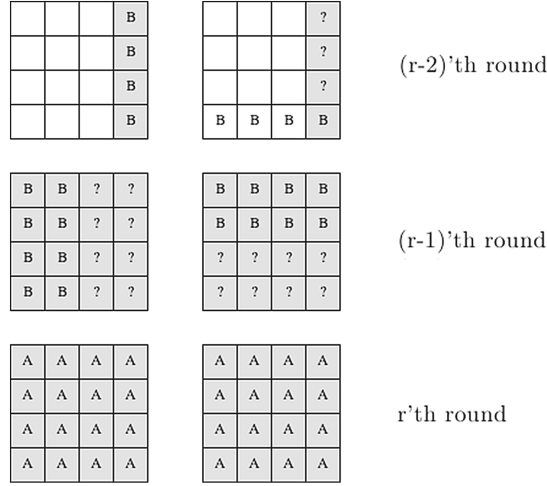 B ?
B ?
(r-2)'th round
B ?
B B B B B
B B ? ? B B B B
B B ? ? B B B B
(r-1)'th round
B B ? ? ? ? ? ?
B B ? ? ? ? ? ?
A A A A A A A A
A A A A A A A A
r'th round
A A A A A A A A
A A A A A A A A